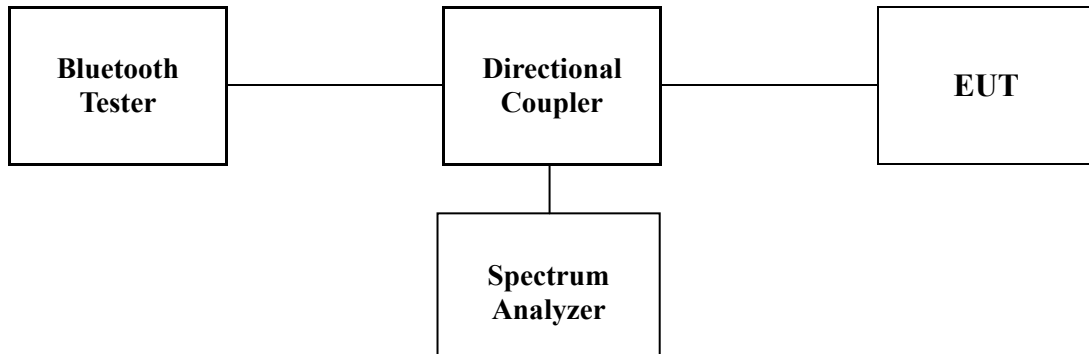 Bluetooth
Tester
Directional
Coupler
EUT
Spectrum
Analyzer